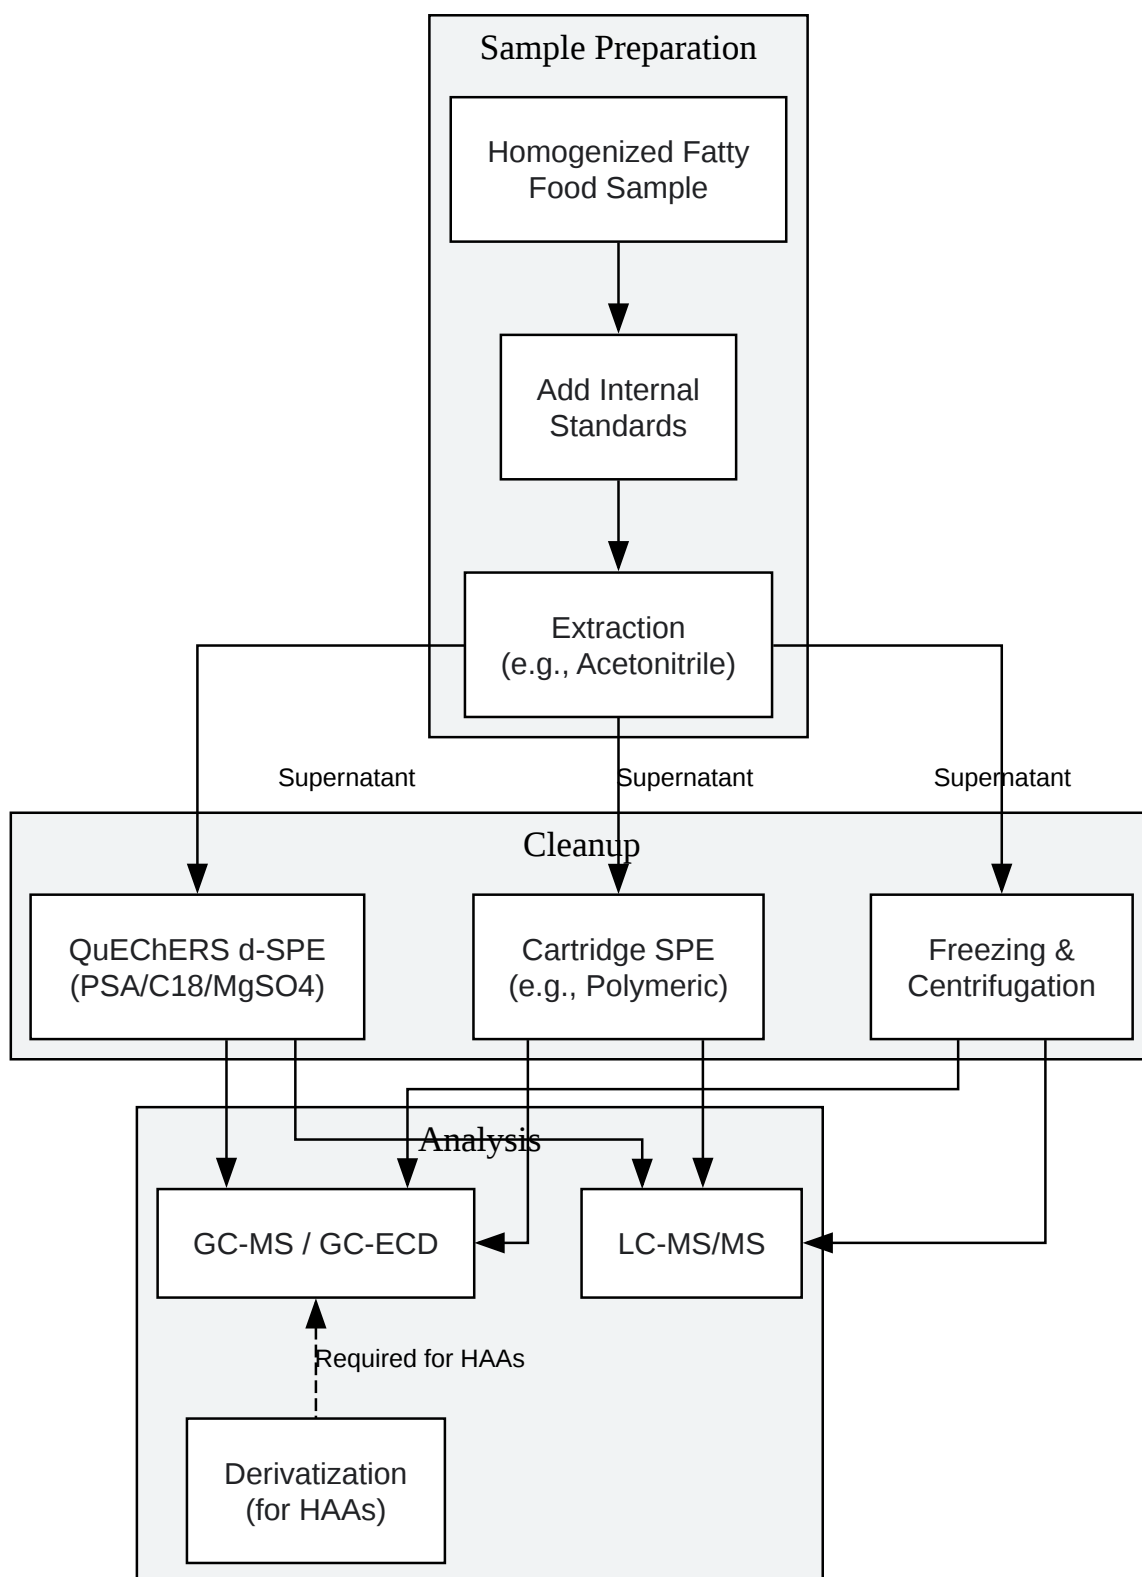 Sample Preparation
Homogenized Fatty
Food Sample
Add Internal
Standards
Extraction
(e.g., Acetonitrile)
Supernatant
Supernatant
Supernatant
Cleanup
QuEChERS d-SPE
(PSA/C18/MgSO4)
Cartridge SPE
(e.g., Polymeric)
Freezing &
Centrifugation
Analysis
GC-MS / GC-ECD
LC-MS/MS
Required for HAAs
Derivatization
(for HAAs)